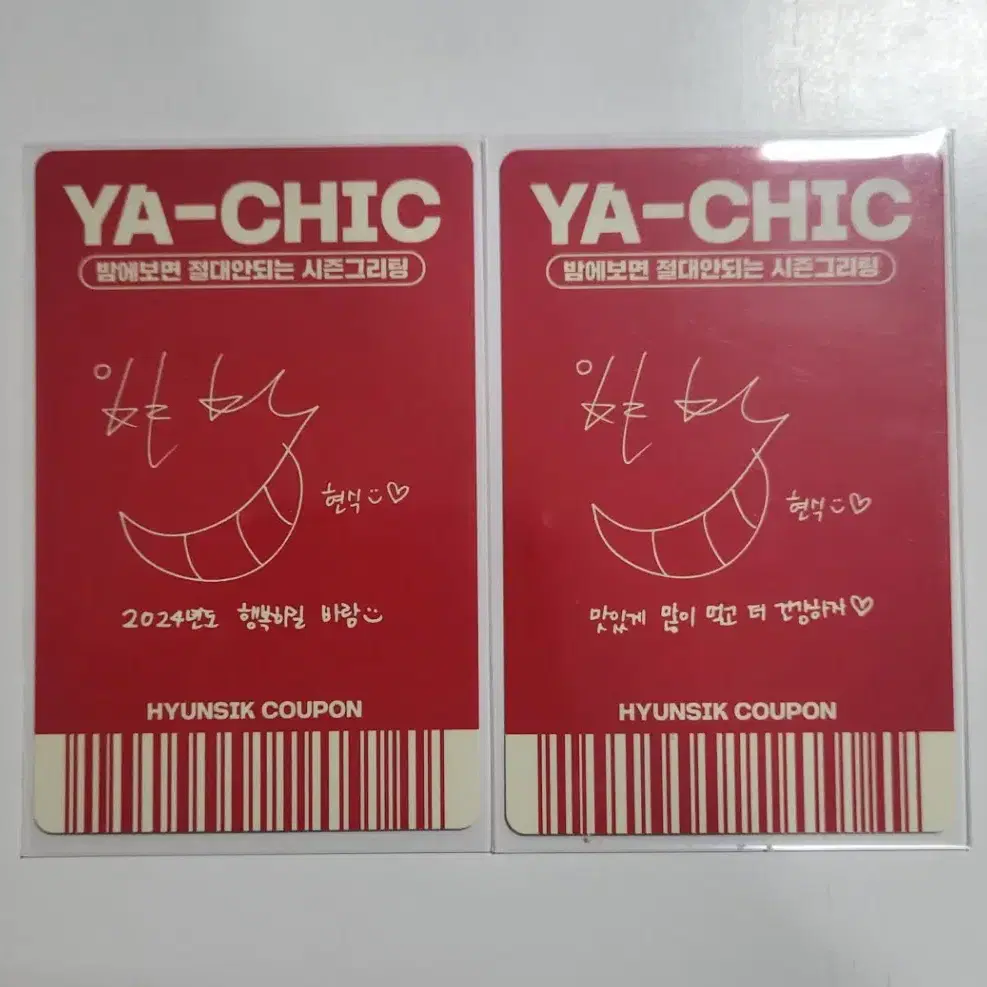 YA-CHIC
밤에보면 절대안되는 시즌그리팅
현식
2024년도 행복하길 바람
HYUNSIK COUPON
YA-CHIC
밤에보면 절대안되는 시즌그리팅
현식
맛있게 많이 먹고 더 건강하자
HYUNSIK COUPON